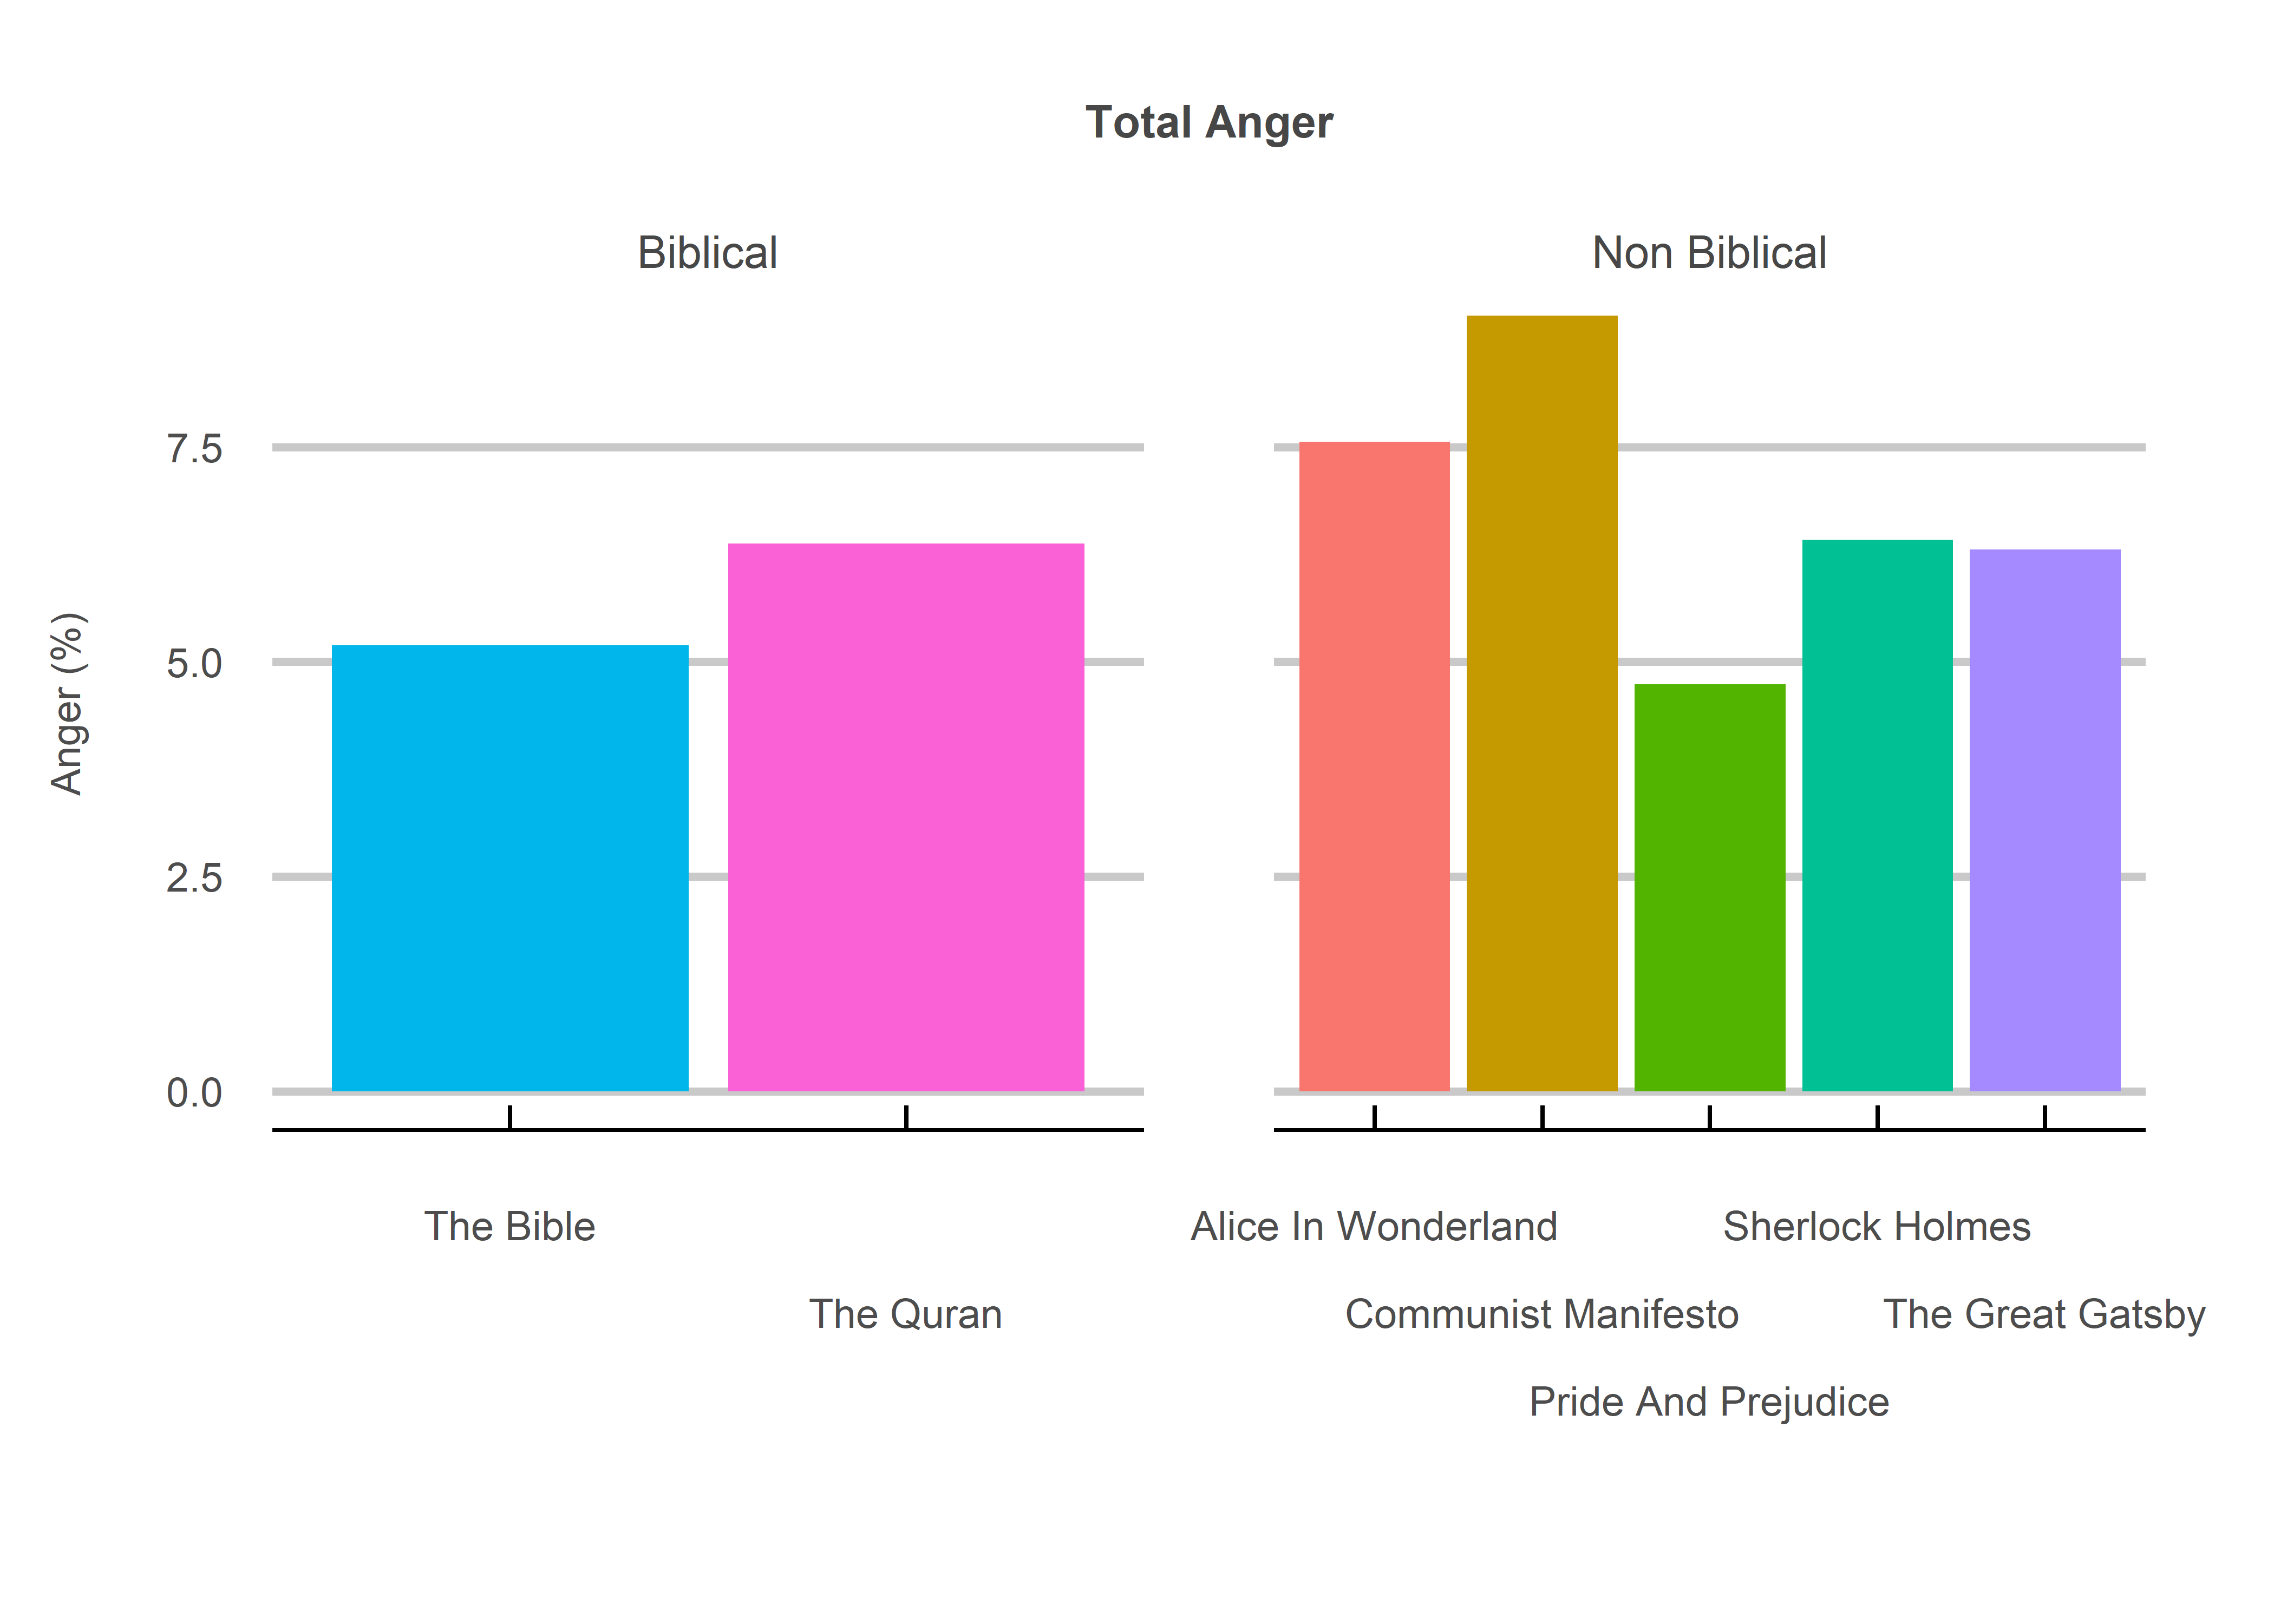 Total Anger
Biblical
Non Biblical
Anger (%)
7.5
5.0
2.5
0.0
The Bible
The Quran
Alice In Wonderland
Communist Manifesto
Pride And Prejudice
Sherlock Holmes
The Great Gatsby